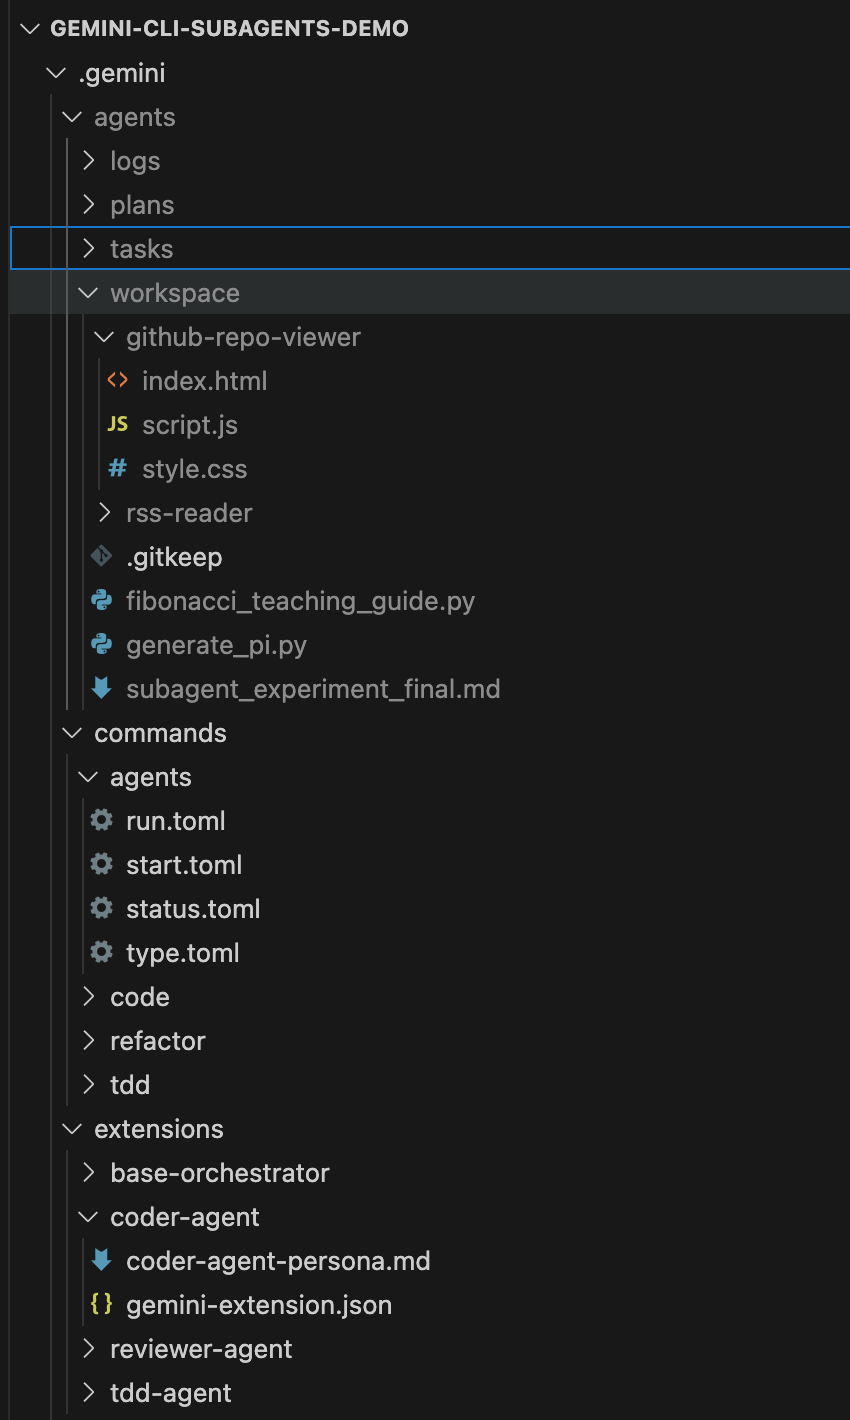 GEMINI-CLI-SUBAGENTS-DEMO
.gemini
agents
logs
plans
tasks
workspace
github-repo-viewer
<> index.html
JS script.js
# style.css
rss-reader
.gitkeep
fibonacci_teaching_guide.py
generate_pi.py
subagent_experiment_final.md
commands
agents
run.toml
start.toml
status.toml
type.toml
code
refactor
tdd
extensions
base-orchestrator
coder-agent
coder-agent-persona.md
{} gemini-extension.json
reviewer-agent
tdd-agent